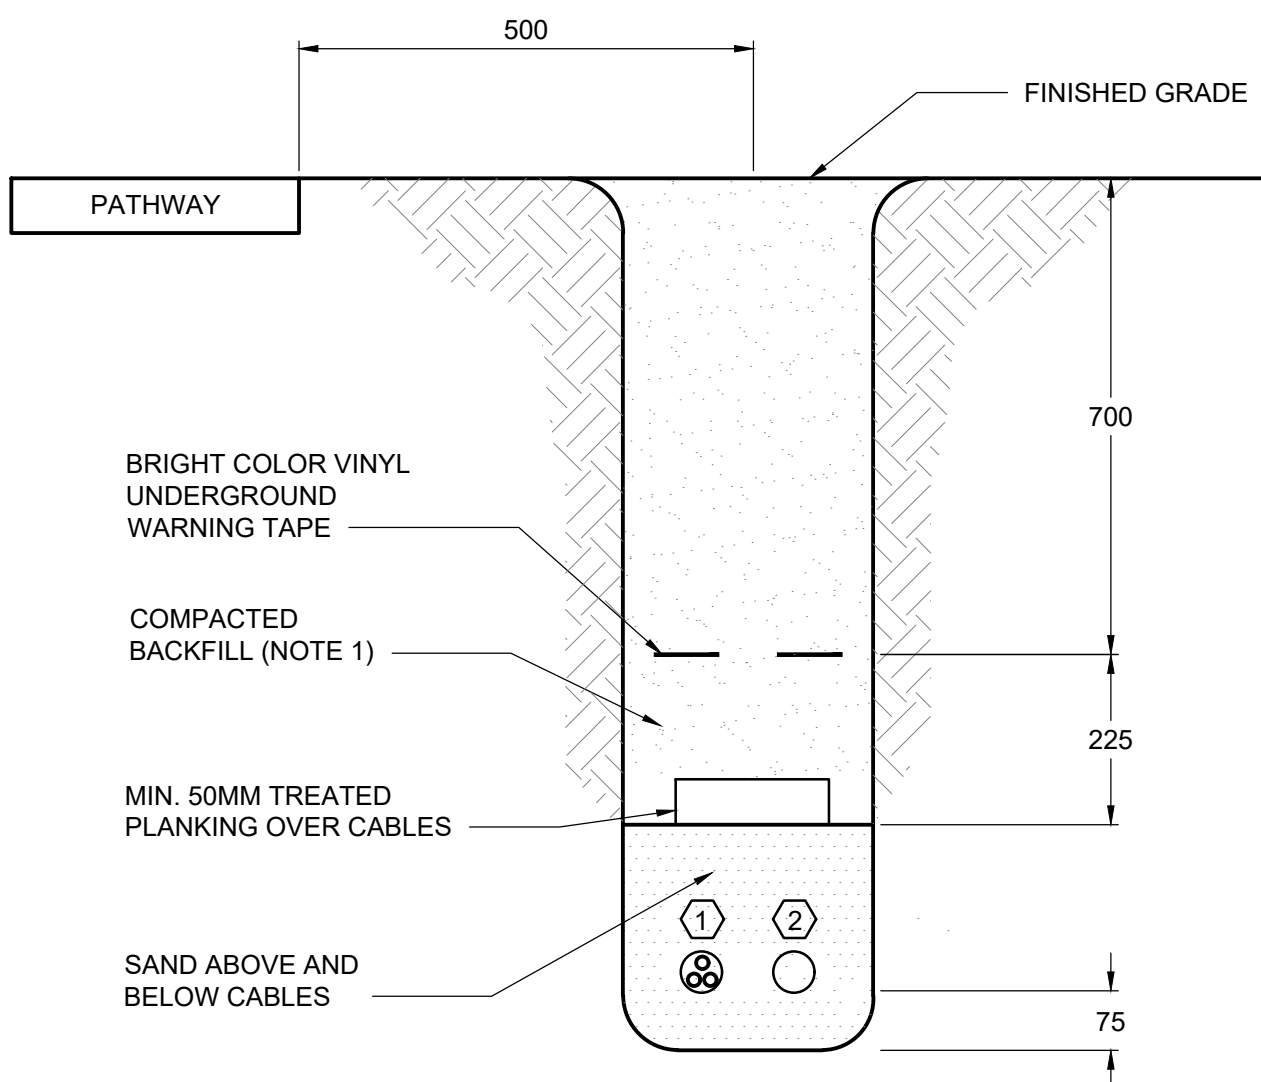 500
FINISHED GRADE
PATHWAY
700
BRIGHT COLOR VINYL
UNDERGROUND
WARNING TAPE
COMPACTED
BACKFILL (NOTE 1)
225
MIN. 50MM TREATED
PLANKING OVER CABLES
1
2
SAND ABOVE AND
BELOW CABLES
75